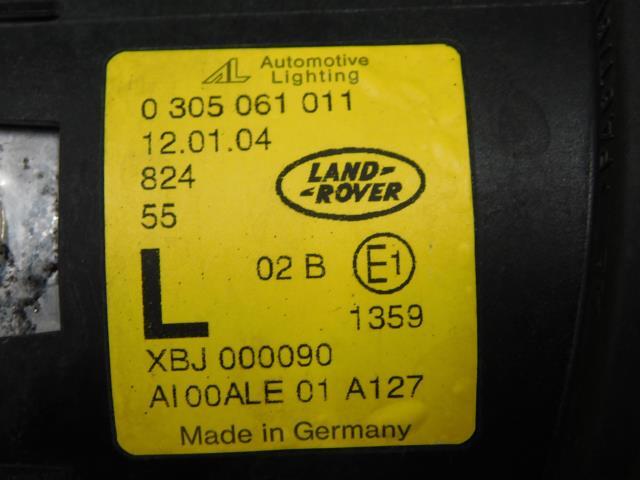 AL Automotive
Lighting
0 305 061 011
12.01.04
824
55
LAND-
-ROVER
L
02 B E1
1359
XBJ 000090
AI00ALE 01 A127
Made in Germany